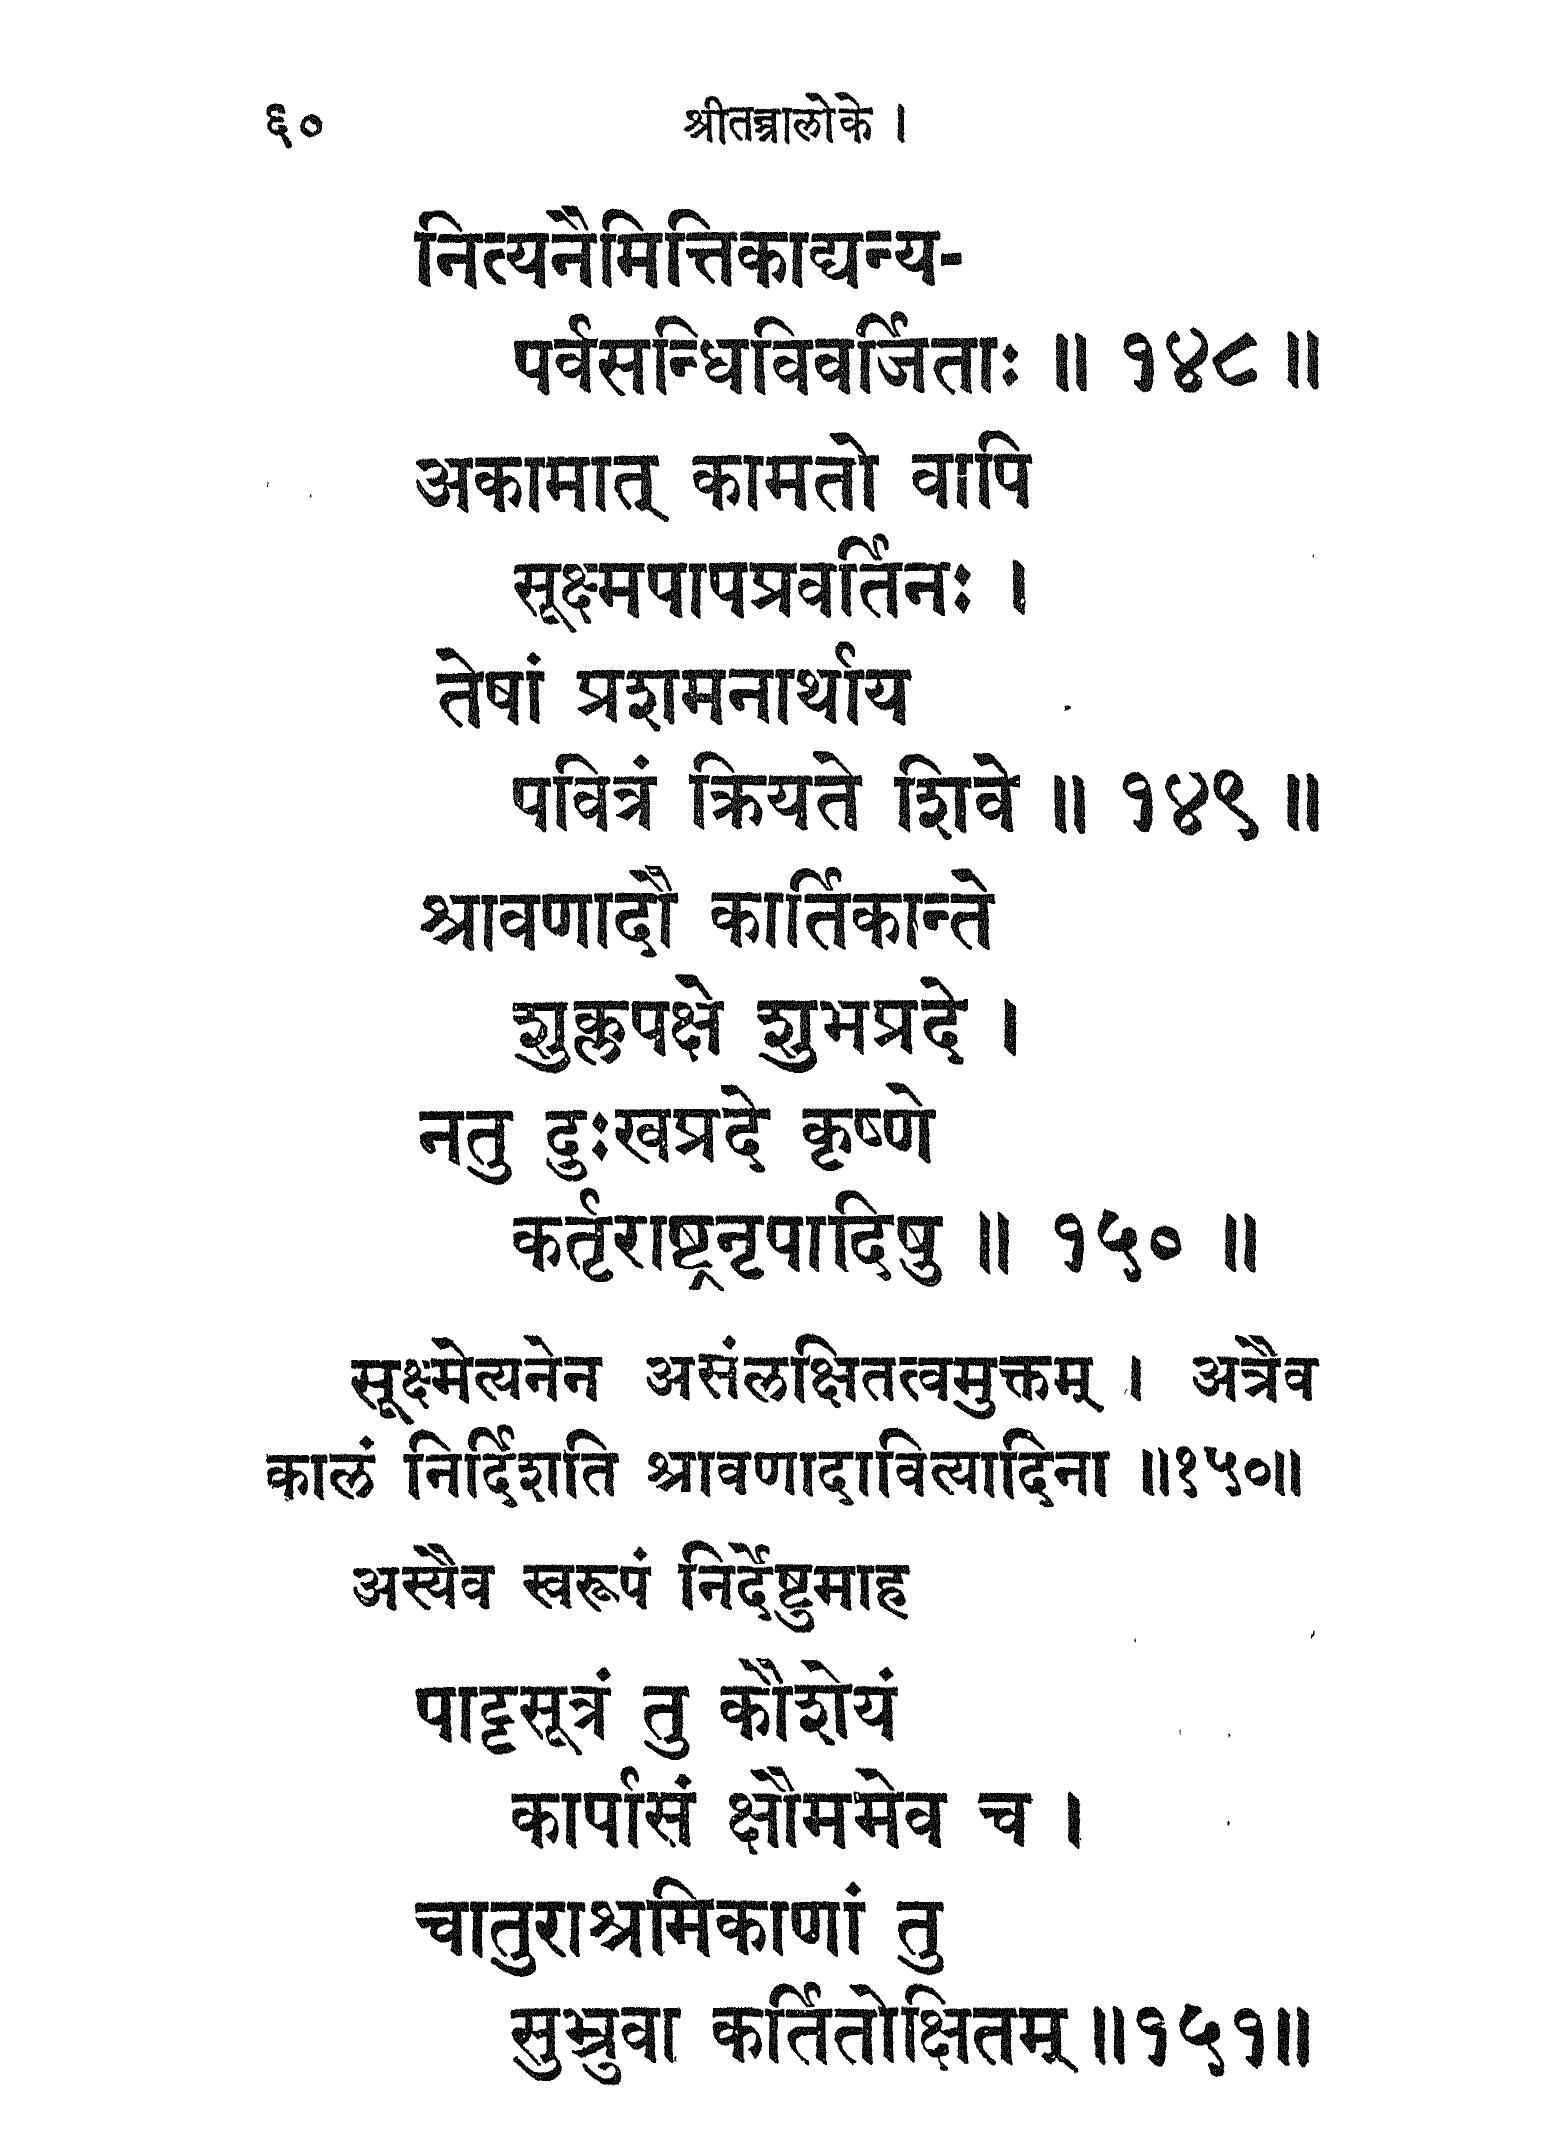 ६०
श्रीतन्त्रालोके ।
नित्यनैमित्तिकाद्यन्य-
पर्वसन्धिविवर्जिताः ॥ १४८ ॥
अकामात् कामतो वापि
सूक्ष्मपापप्रवर्तिनः ।
तेषां प्रशमनार्थाय
पवित्रं क्रियते शिवे ॥ १४९ ॥
श्रावणादौ कार्तिकान्ते
शुक्लपक्षे शुभप्रदे ।
नतु दुःखप्रदे कृष्णे
कर्तृराष्ट्रनृपादिषु ॥ १५० ॥
सूक्ष्मेत्यनेन असंलक्षितत्वमुक्तम् । अत्रैव
कालं निर्दिशति श्रावणादावित्यादिना ॥१५०॥
अस्यैव स्वरूपं निर्देष्टुमाह
पाट्टसूत्रं तु कौशेयं
कार्पासं क्षौममेव च ।
चातुराश्रमिकाणां तु
सुभ्रुवा कर्तितोक्षितम् ॥१५१॥